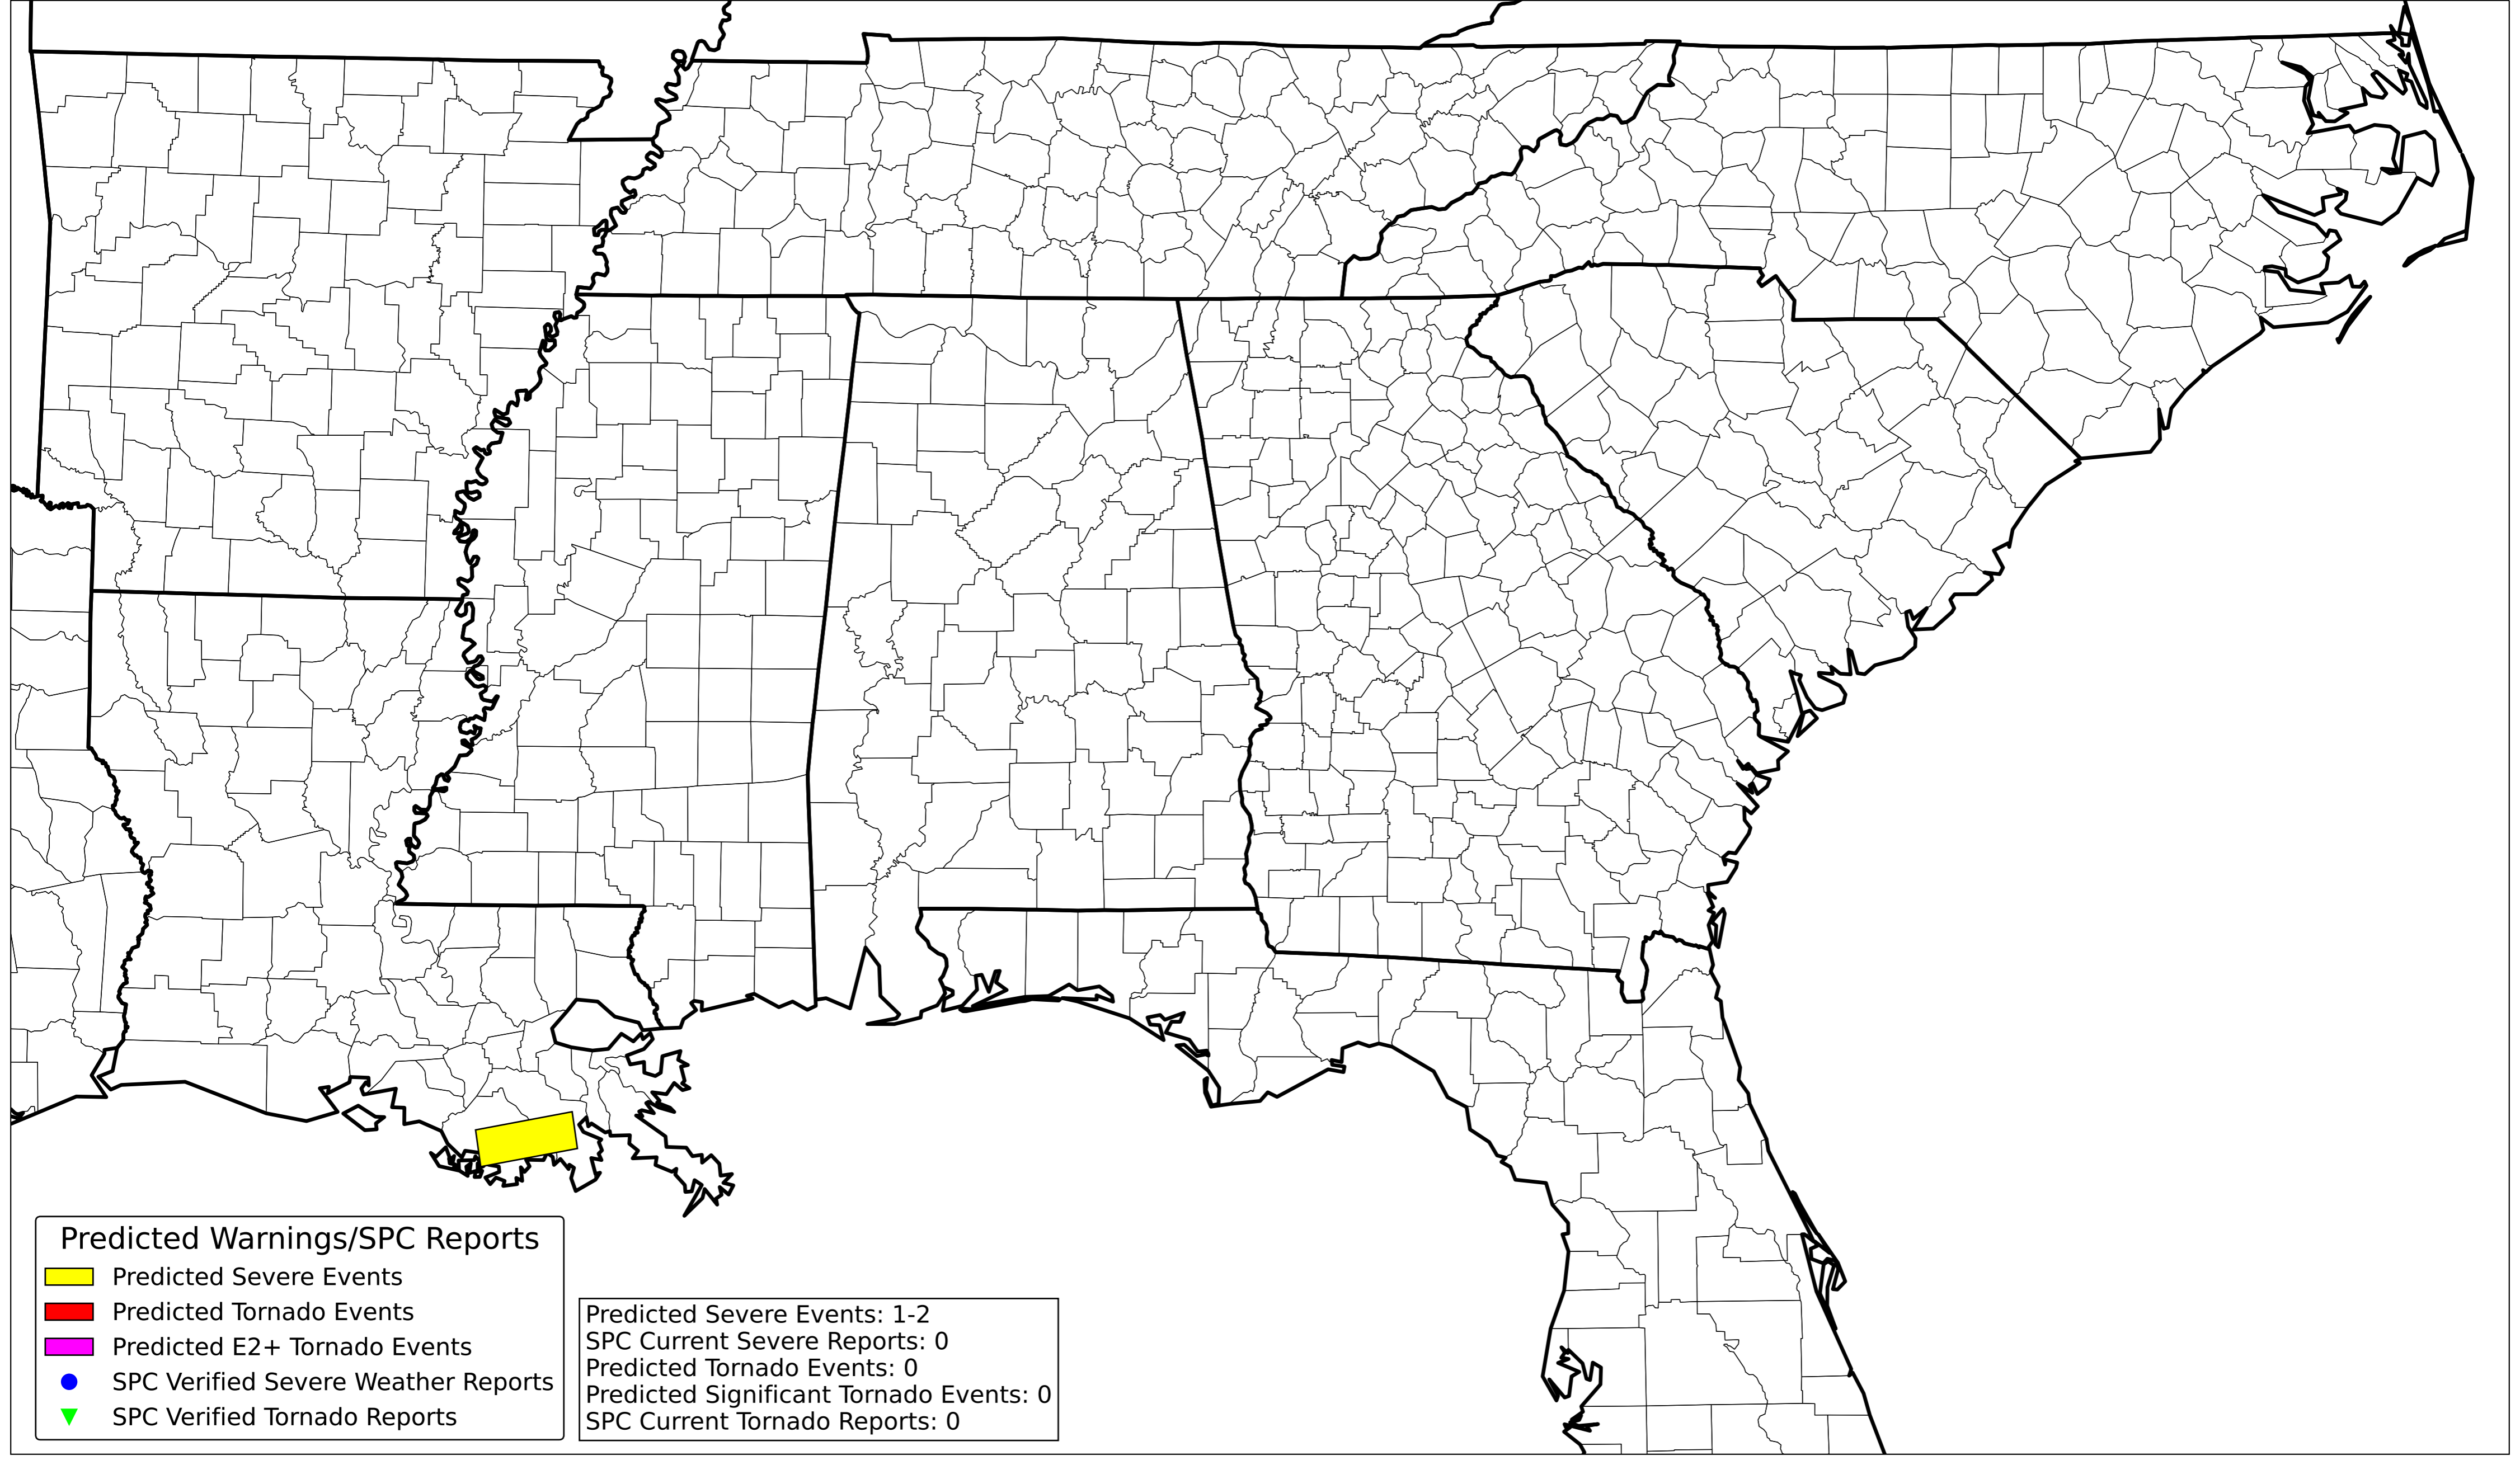 Predicted Warnings/SPC Reports
Predicted Severe Events
Predicted Tornado Events
Predicted E2+ Tornado Events
SPC Verified Severe Weather Reports
SPC Verified Tornado Reports
Predicted Severe Events: 1-2
SPC Current Severe Reports: 0
Predicted Tornado Events: 0
Predicted Significant Tornado Events: 0
SPC Current Tornado Reports: 0